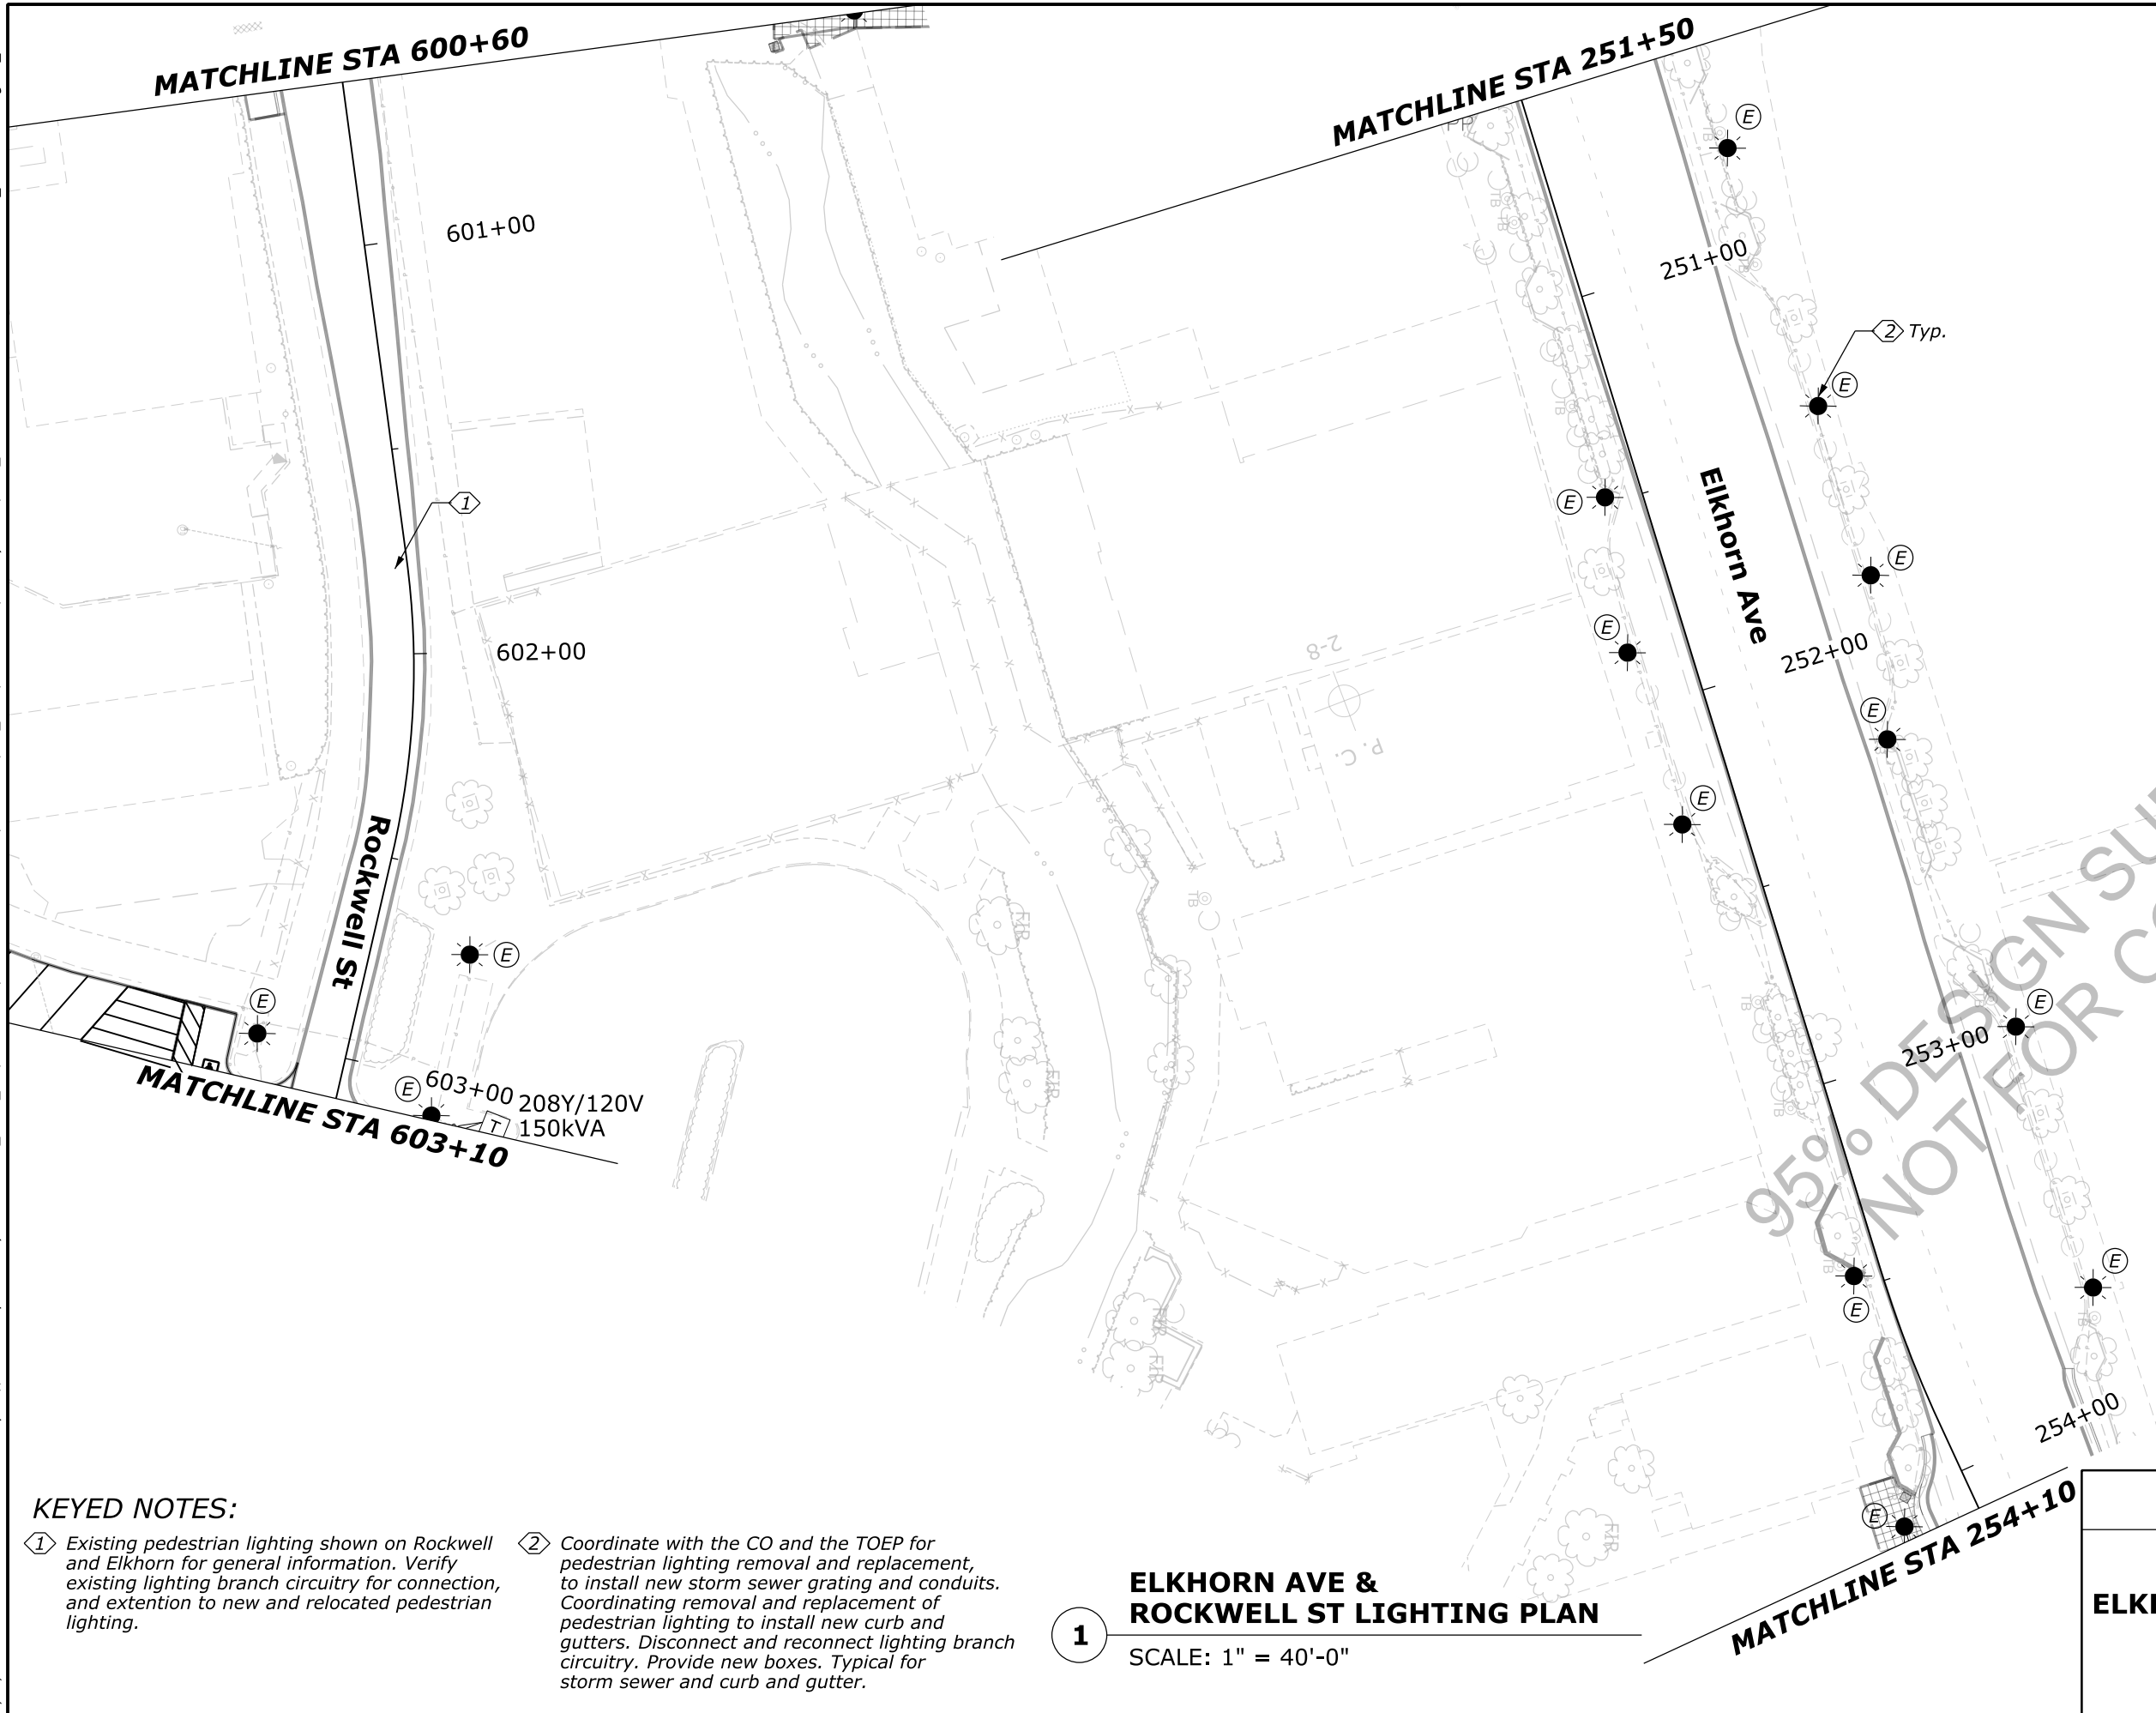 MATCHLINE STA 600+60
MATCHLINE STA 251+50
PP
E
601+00
251+00
2 Typ.
E
1
E
Elkhorn Ave
E
602+00
2-8
E
252+00
E
P. C.
E
Rockwell St
E
TB
FIR
E
E
253+00
E
603+00
208Y/120V
T
150kVA
MATCHLINE STA 603+10
FIR
95% DESIGN SU
NOT FOR CO
E
E
254+00
E
MATCHLINE STA 254+10
KEYED NOTES:
1 Existing pedestrian lighting shown on Rockwell
and Elkhorn for general information. Verify
existing lighting branch circuitry for connection,
and extention to new and relocated pedestrian
lighting.
2 Coordinate with the CO and the TOEP for
pedestrian lighting removal and replacement,
to install new storm sewer grating and conduits.
Coordinating removal and replacement of
pedestrian lighting to install new curb and
gutters. Disconnect and reconnect lighting branch
circuitry. Provide new boxes. Typical for
storm sewer and curb and gutter.
1
ELKHORN AVE &
ROCKWELL ST LIGHTING PLAN
SCALE: 1" = 40'-0"